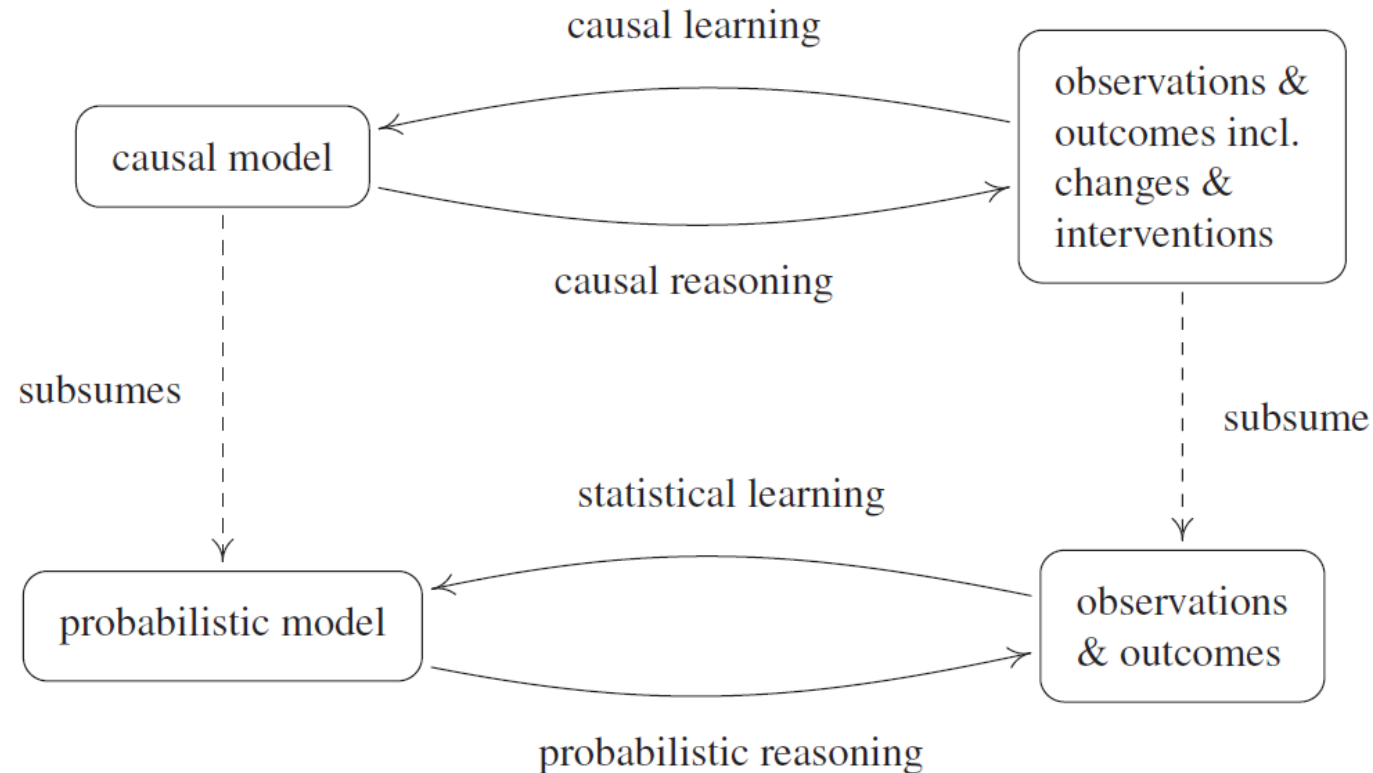 causal learning
observations &
outcomes incl.
changes &
interventions
causal model
causal reasoning
subsumes
subsume
statistical learning
probabilistic model
observations
& outcomes
probabilistic reasoning